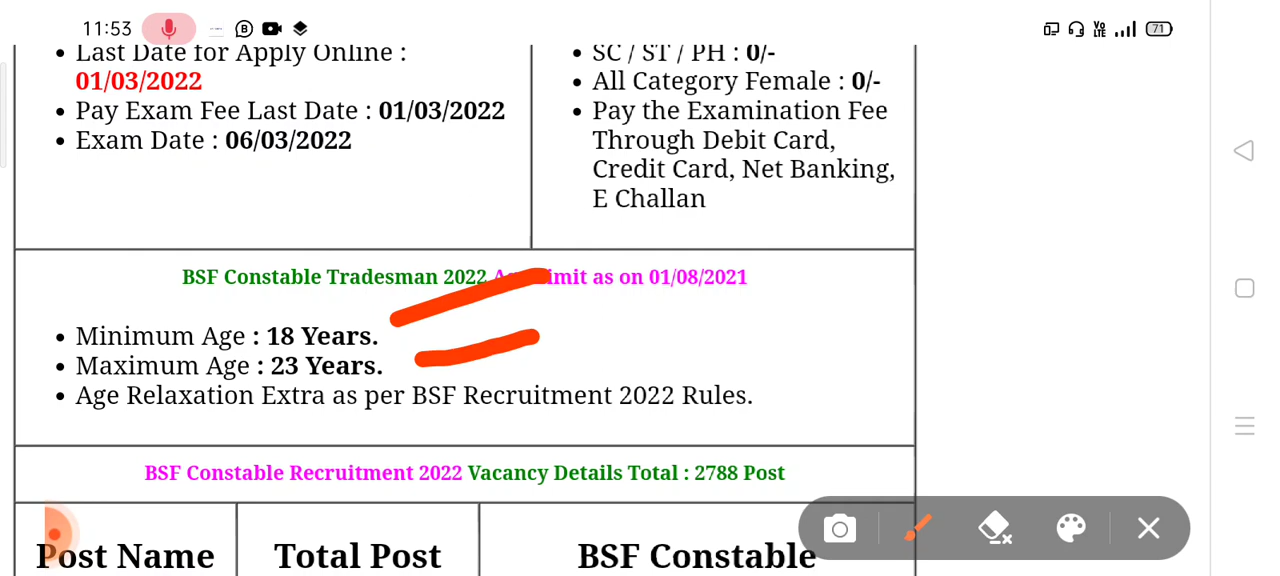 11:53
71
Last Date for Apply Online :
01/03/2022
Pay Exam Fee Last Date : 01/03/2022
Exam Date : 06/03/2022
SC / ST / PH : 0/-
All Category Female : 0/-
Pay the Examination Fee
Through Debit Card,
Credit Card, Net Banking,
E Challan
BSF Constable Tradesman 2022 Limit as on 01/08/2021
Minimum Age : 18 Years.
Maximum Age : 23 Years.
Age Relaxation Extra as per BSF Recruitment 2022 Rules.
BSF Constable Recruitment 2022 Vacancy Details Total : 2788 Post
Post Name
Total Post
BSF Constable